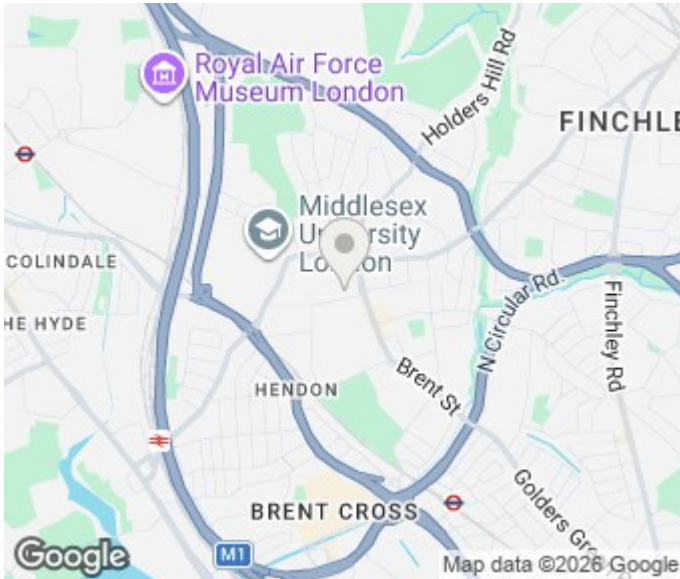 Royal Air Force
Museum London
Holders Hill Rd
FINCHLE
Middlesex
University
London
COLINDALE
HE HYDE
N Circular Rd.
Finchley Rd
HENDON
Brent St
Golders Gre
BRENT CROSS
M1
Google
Map data ©2026 Google